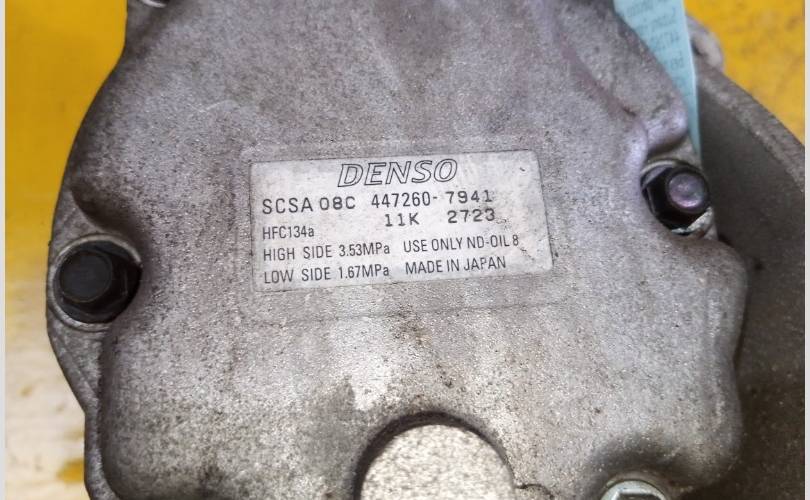 DENSO
SCSA 08C 447260-7941
11K 2723
HFC134a
HIGH SIDE 3.53MPa USE ONLY ND-OIL 8
LOW SIDE 1.67MPa MADE IN JAPAN